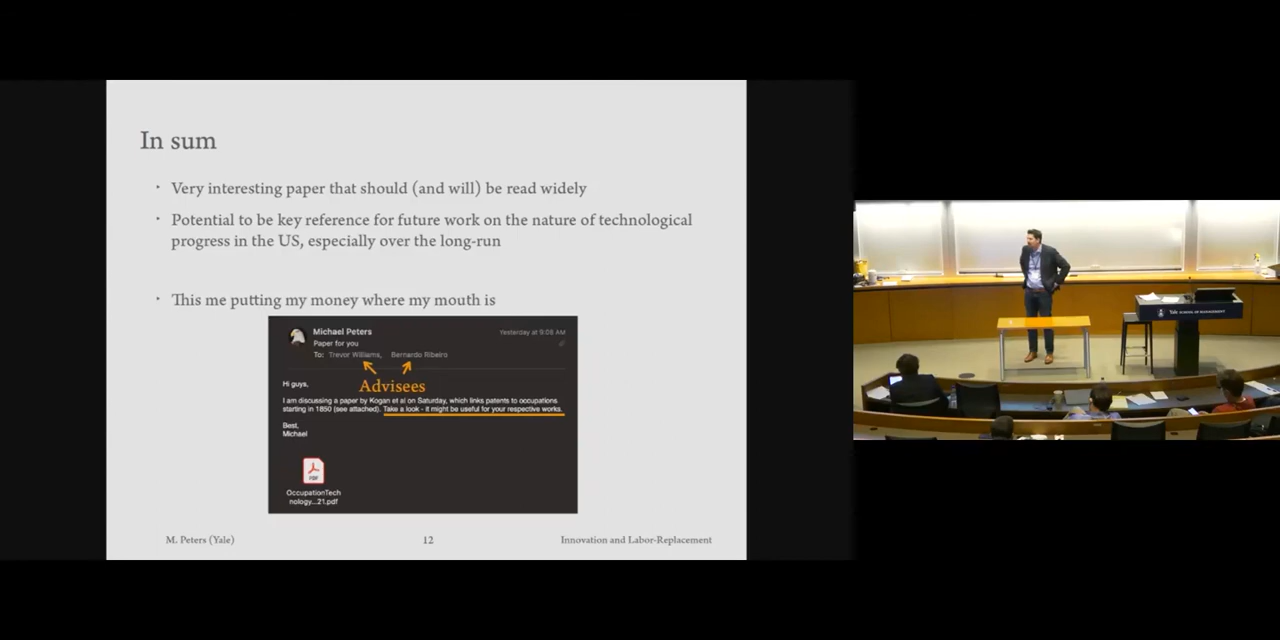 In sum
· Very interesting paper that should (and will) be read widely
· Potential to be key reference for future work on the nature of technological
progress in the US, especially over the long-run
· This me putting my money where my mouth is
Michael Peters
Yesterday at 9:08 AM
Paper for you
To: Trevor Williams, Bernardo Ribeiro
Advisees
Hi guys,
I am discussing a paper by Kogan et al on Saturday, which links patents to occupations
starting in 1850 (see attached). Take a look - it might be useful for your respective works.
Best,
Michael
PDF
OccupationTech
nology...21.pdf
M. Peters (Yale)
12
Innovation and Labor-Replacement
Yale SCHOOL OF MANAGEMENT